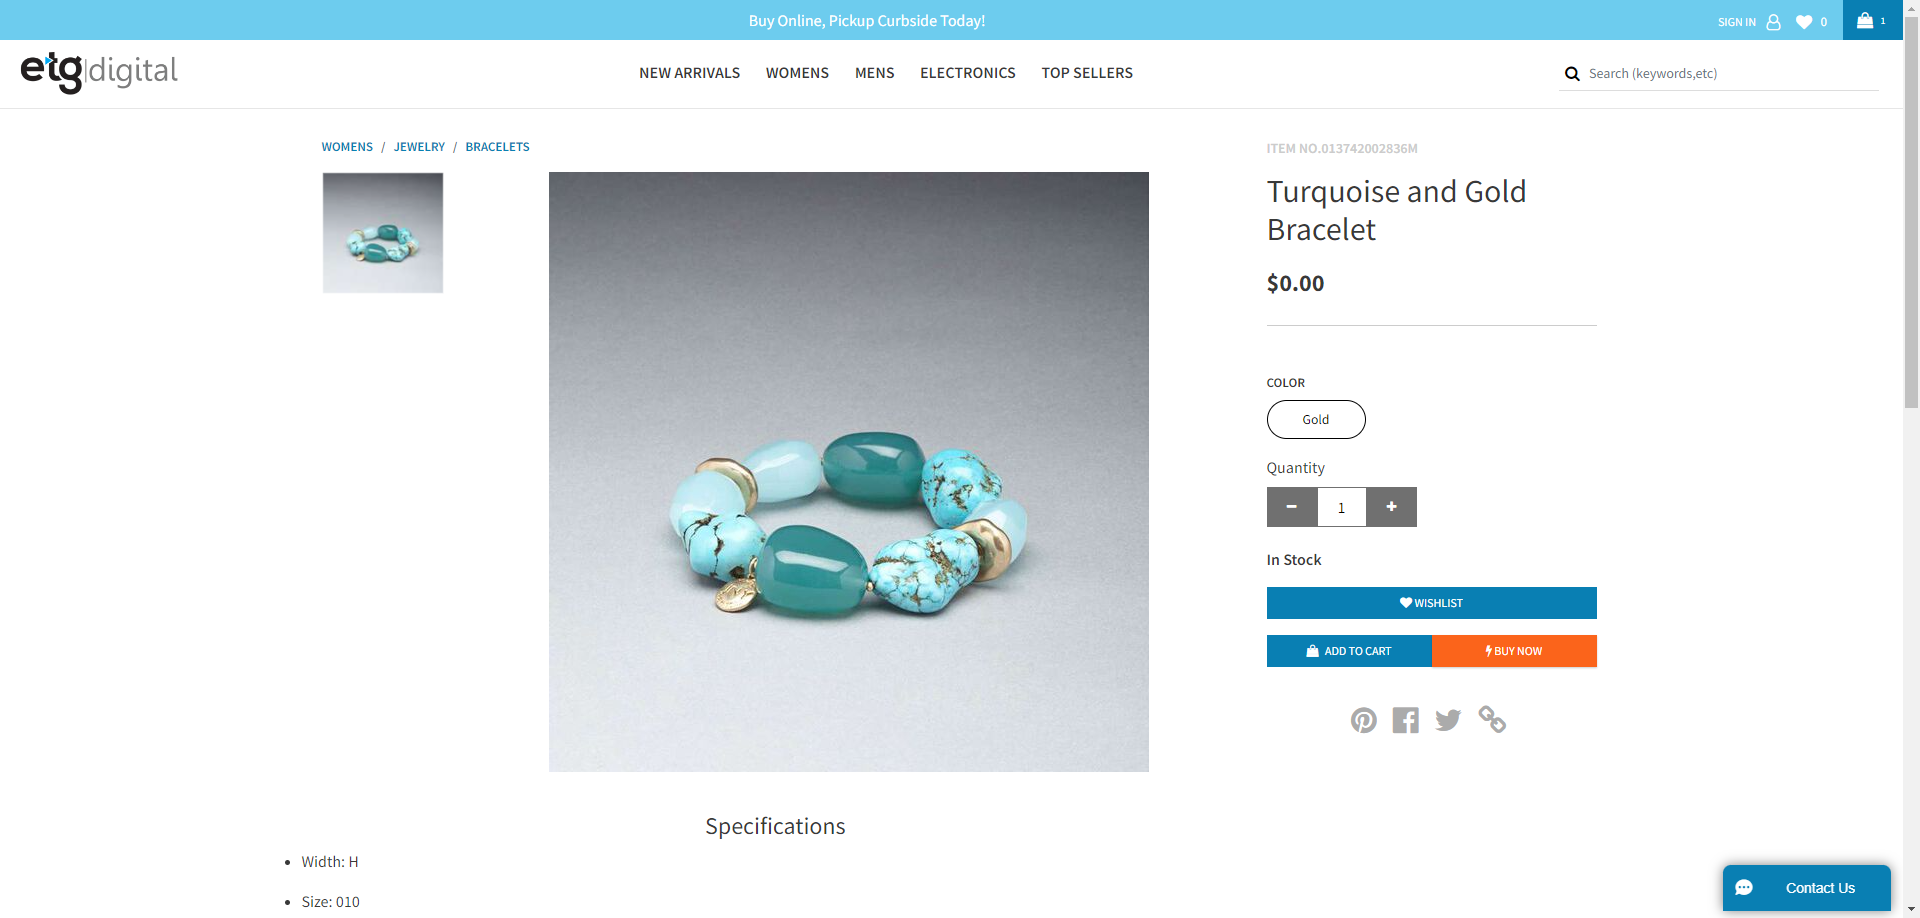 Buy Online, Pickup Curbside Today!
SIGN IN 0 1
etg|digital
NEW ARRIVALS WOMENS MENS ELECTRONICS TOP SELLERS
Search (keywords,etc)
WOMENS / JEWELRY / BRACELETS
ITEM NO.013742002836M
Turquoise and Gold
Bracelet
$0.00
COLOR
Gold
Quantity
− 1 +
In Stock
WISHLIST
ADD TO CART BUY NOW
Specifications
• Width: H
• Size: 010
Contact Us